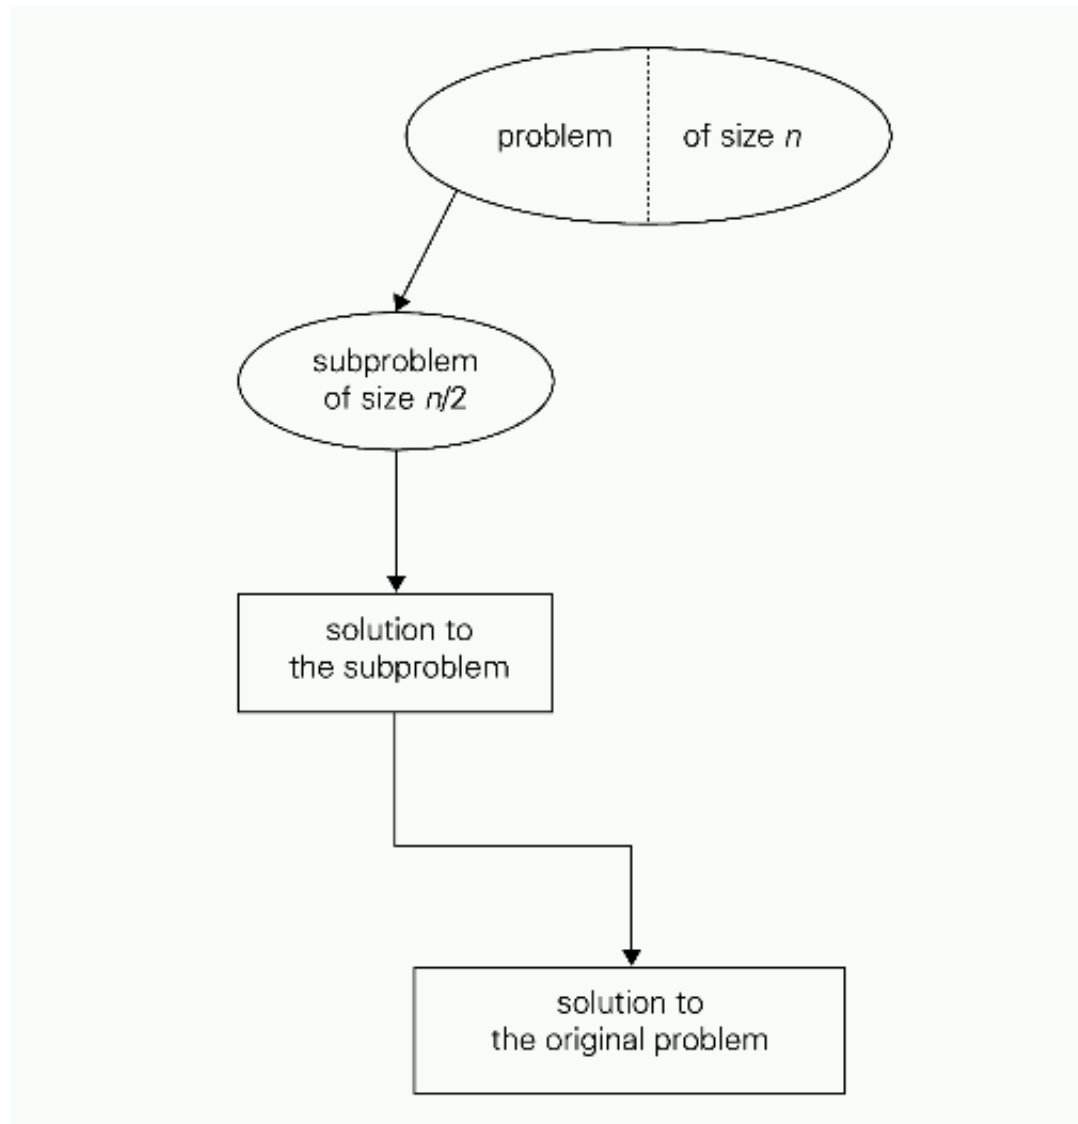 problem of size n
subproblem
of size n/2
solution to
the subproblem
solution to
the original problem